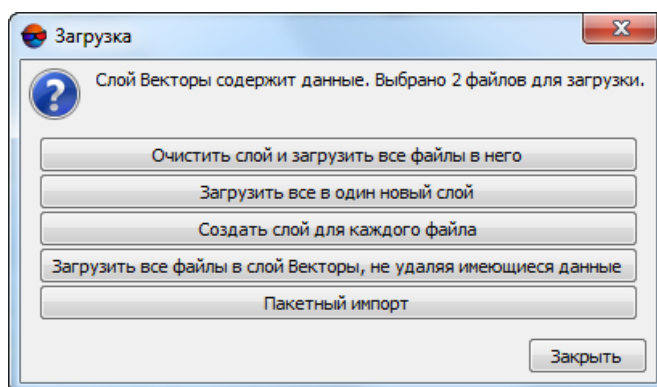 Загрузка
Слой Векторы содержит данные. Выбрано 2 файлов для загрузки.
Очистить слой и загрузить все файлы в него
Загрузить все в один новый слой
Создать слой для каждого файла
Загрузить все файлы в слой Векторы, не удаляя имеющиеся данные
Пакетный импорт
Закрыть